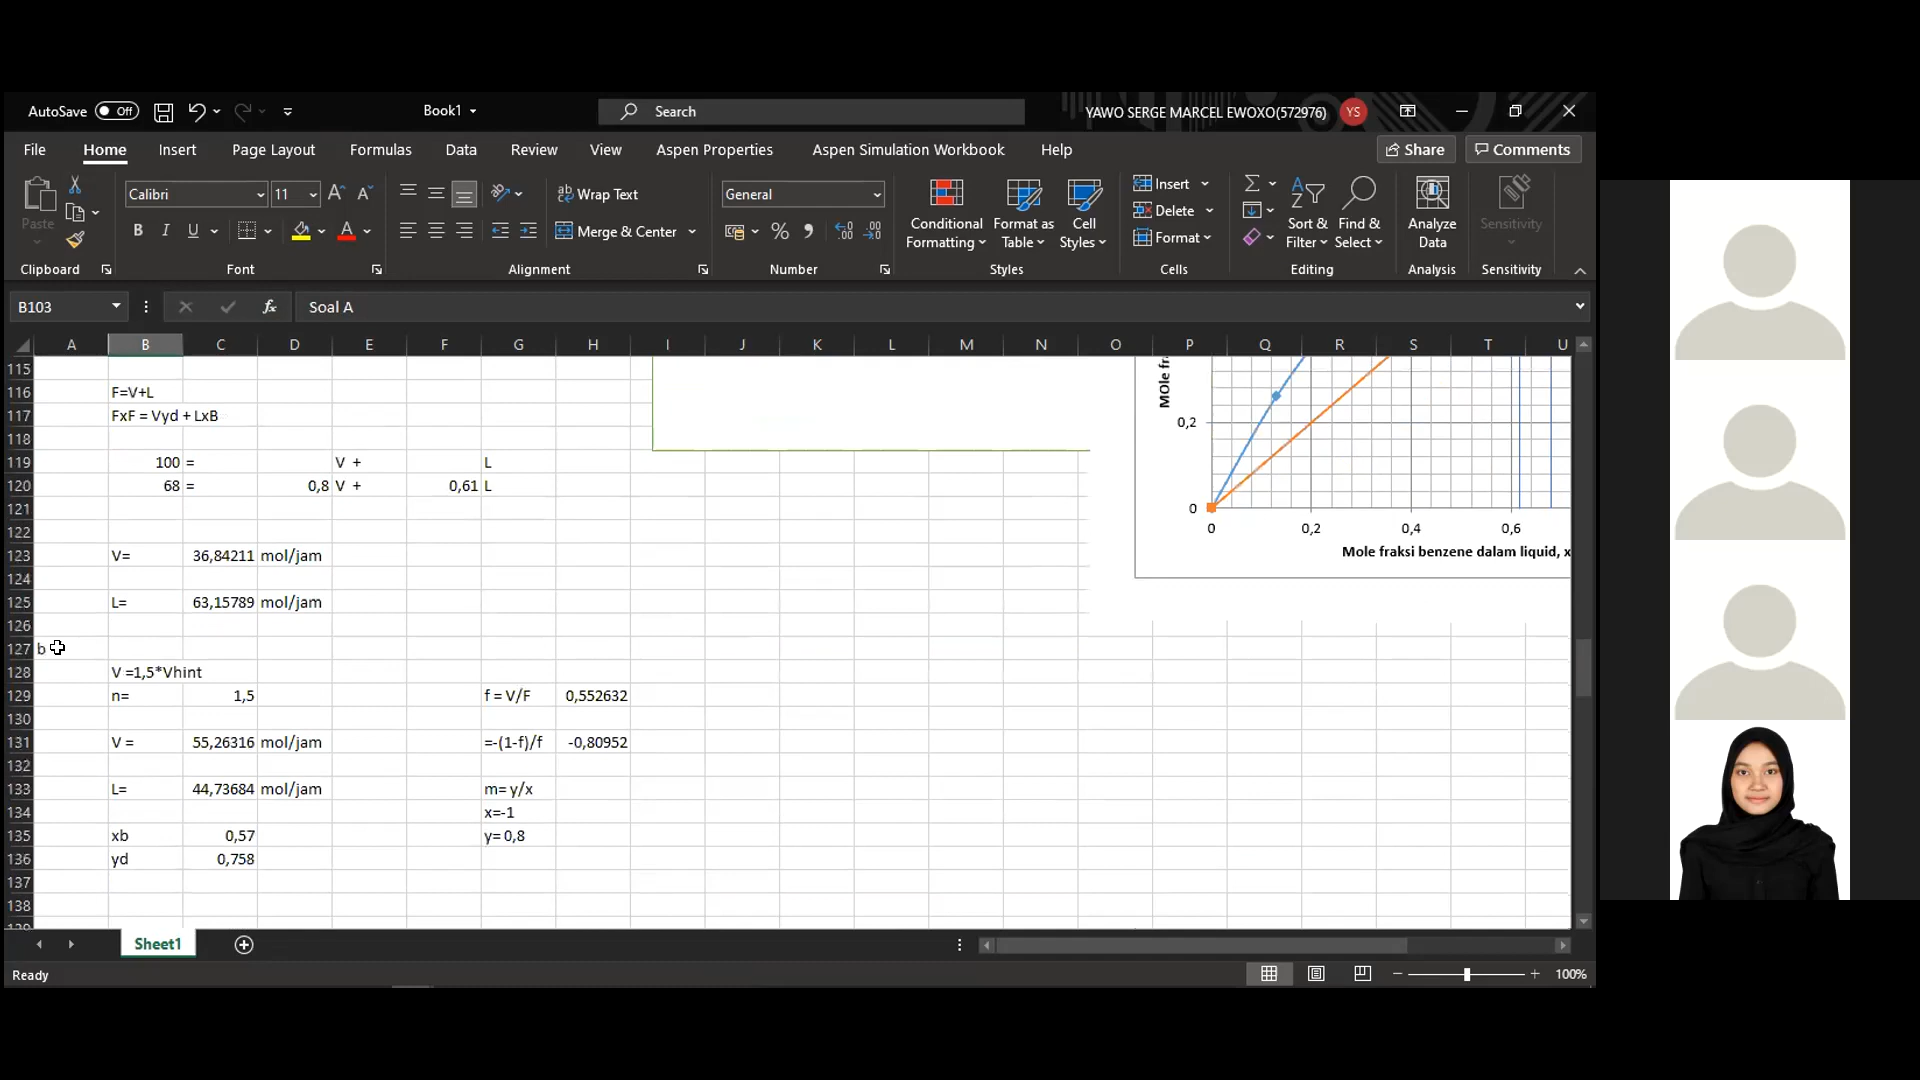 AutoSave Off Book1 Search YAWO SERGE MARCEL EWOXO(572976) YS
File Home Insert Page Layout Formulas Data Review View Aspen Properties Aspen Simulation Workbook Help Share Comments
Paste Calibri 11 Wrap Text General Conditional Formatting Format as Table Cell Styles Insert Sort & Filter Find & Select Analyze Data Sensitivity
Delete
B I U A Merge & Center % Format
Clipboard Font Alignment Number Styles Cells Editing Analysis Sensitivity
B103 fx Soal A
A B C D E F G H I J K L M N O P Q R S T U
115
116 F=V+L
117 FxF = Vyd + LxB
118
119 100 = V + L
120 68 = 0,8 V + 0,61 L
121
122
123 V= 36,84211 mol/jam
124
125 L= 63,15789 mol/jam
126
127 b
128 V =1,5*Vhint
129 n= 1,5 f = V/F 0,552632
130
131 V = 55,26316 mol/jam =-(1-f)/f -0,80952
132
133 L= 44,73684 mol/jam m= y/x
134 x=-1
135 xb 0,57 y= 0,8
136 yd 0,758
137
138
MOle fr
0,2
0
0 0,2 0,4 0,6
Mole fraksi benzene dalam liquid, x
Sheet1
Ready 100%